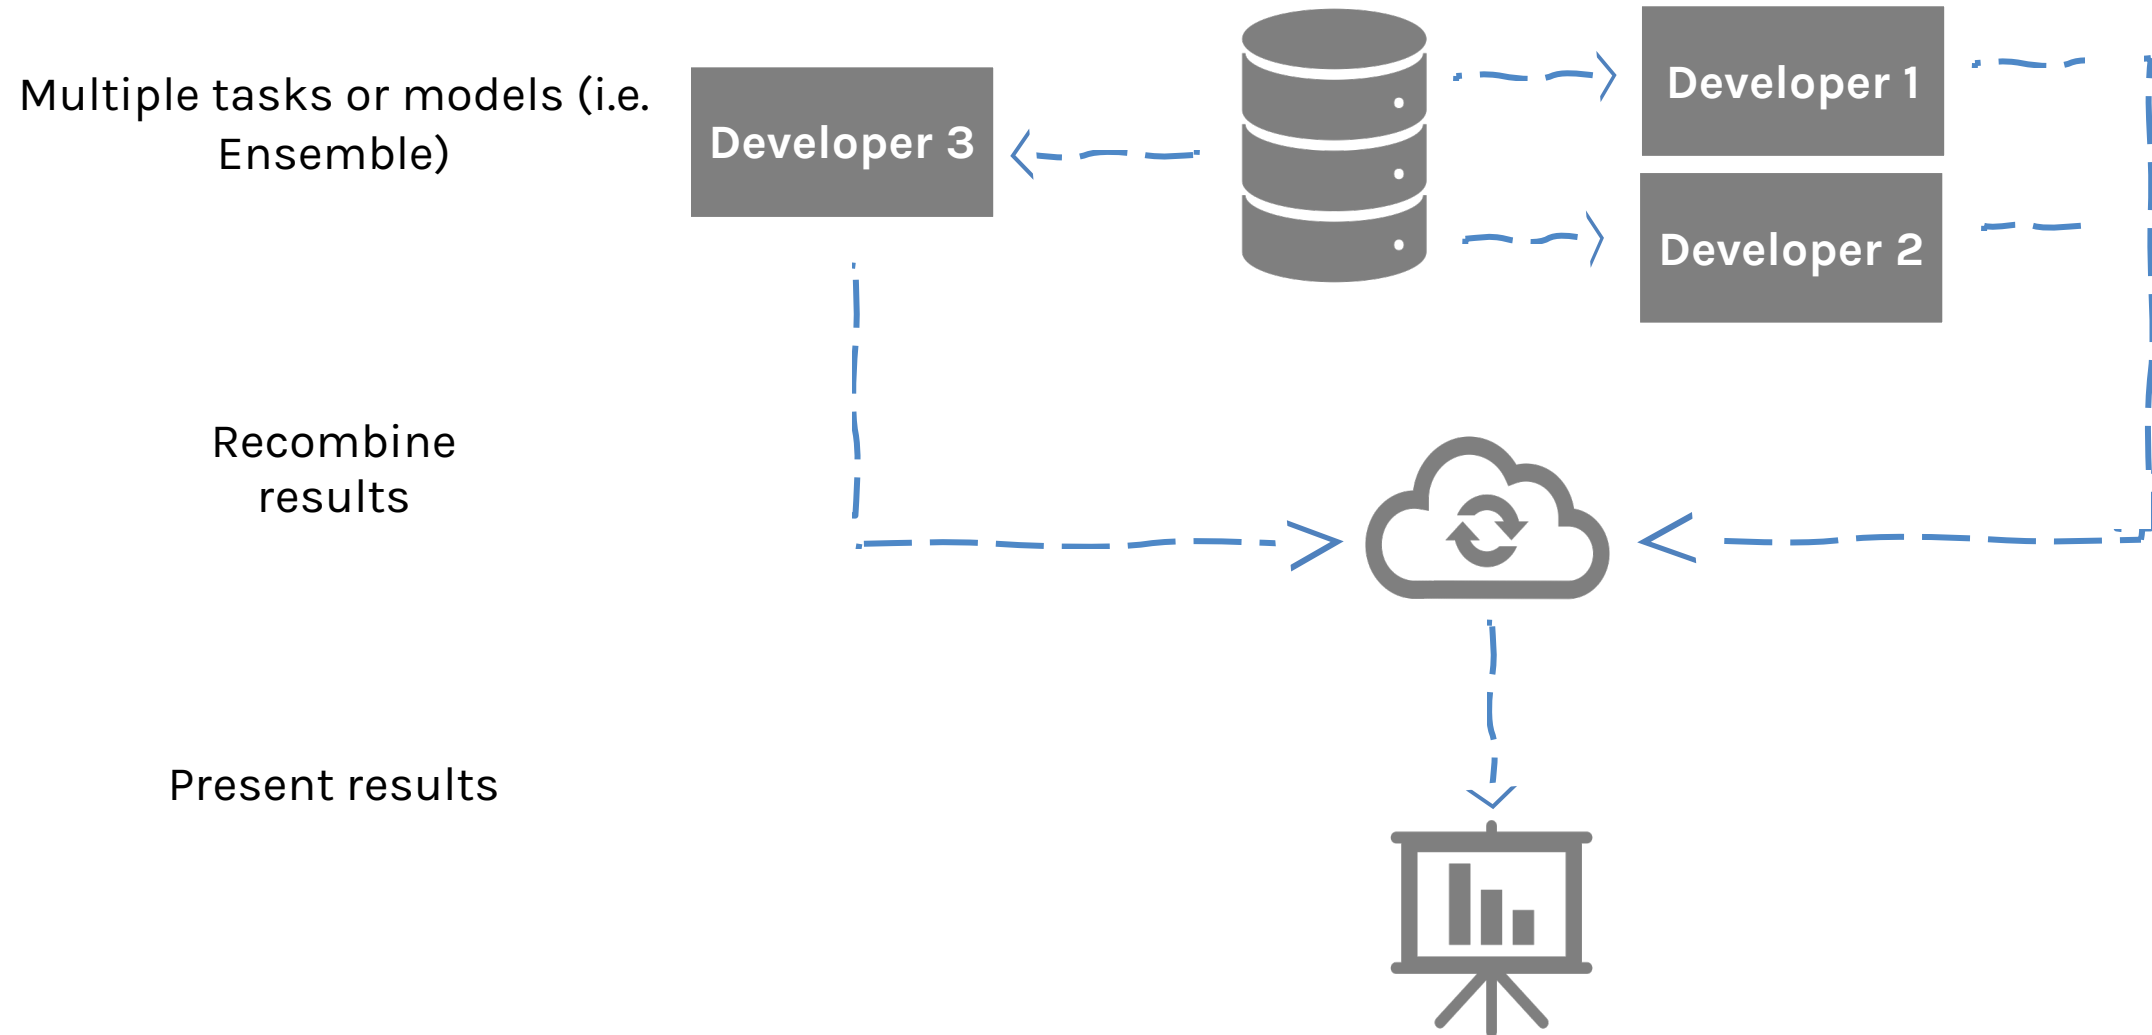 Multiple tasks or models (i.e.
Ensemble)
Developer 3
Developer 1
Developer 2
Recombine
results
Present results